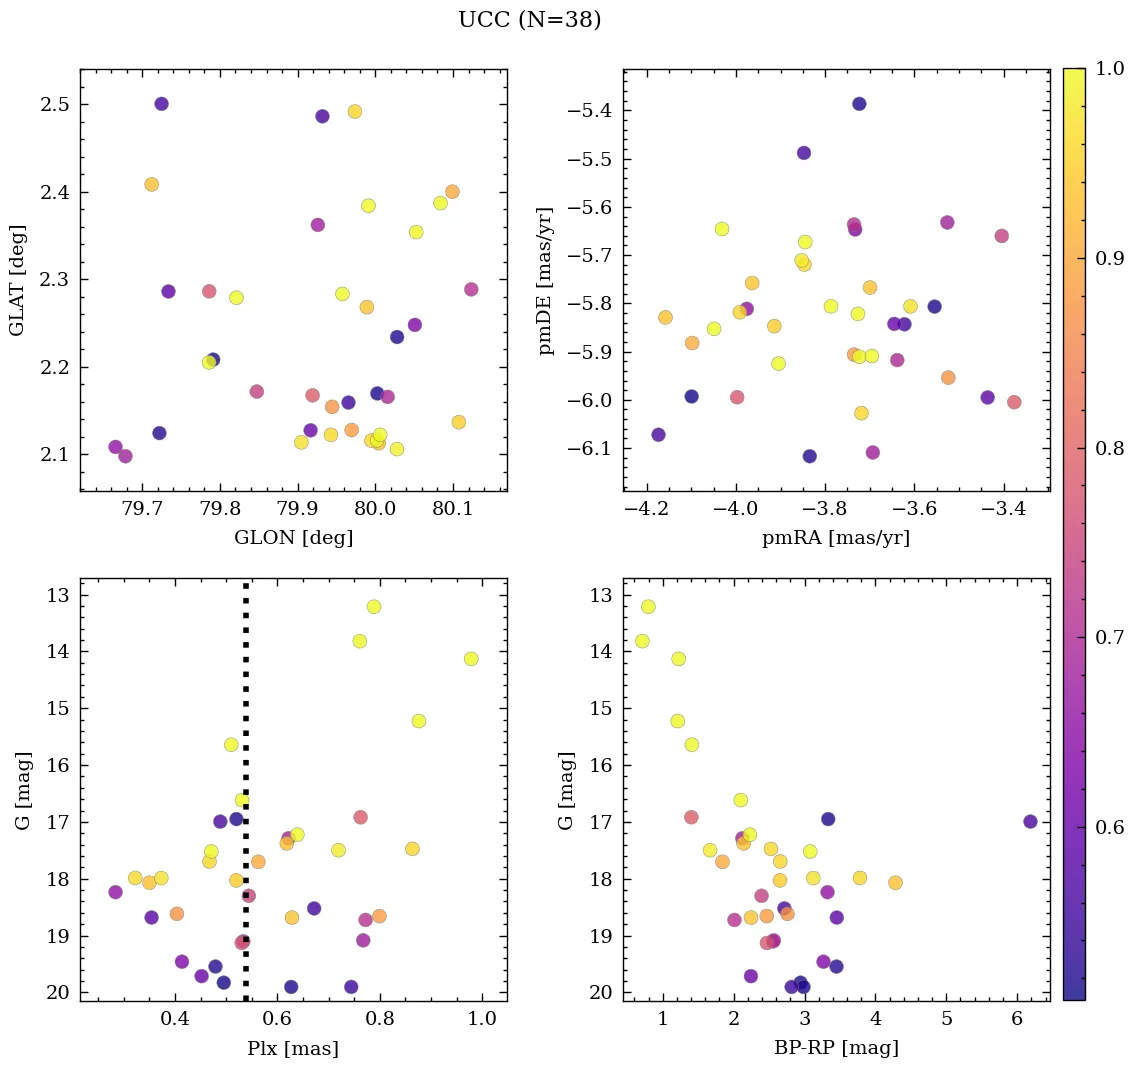 UCC (N=38)
2.5
2.4
2.3
2.2
2.1
GLAT [deg]
79.7 79.8 79.9 80.0 80.1
GLON [deg]
−5.4
−5.5
−5.6
−5.7
−5.8
−5.9
−6.0
−6.1
pmDE [mas/yr]
−4.2 −4.0 −3.8 −3.6 −3.4
pmRA [mas/yr]
1.0
0.9
0.8
0.7
0.6
13
14
15
16
17
18
19
20
G [mag]
0.4 0.6 0.8 1.0
Plx [mas]
13
14
15
16
17
18
19
20
G [mag]
1 2 3 4 5 6
BP-RP [mag]